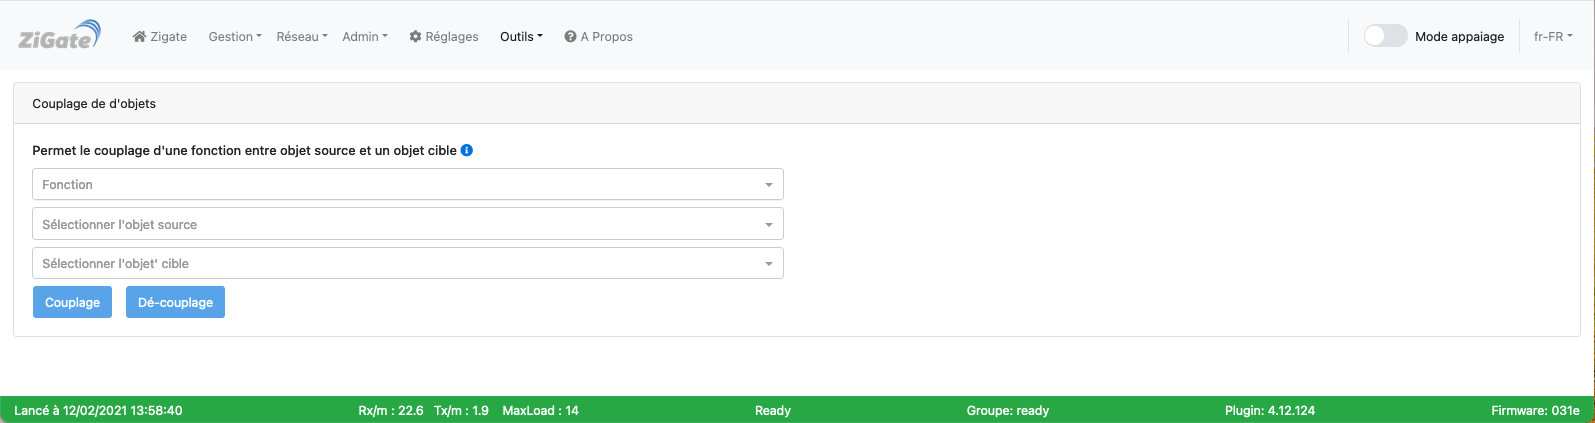 ZiGate Zigate Gestion Réseau Admin Réglages Outils A Propos Mode appaiage fr-FR
Couplage de d'objets
Permet le couplage d'une fonction entre objet source et un objet cible
Fonction
Sélectionner l'objet source
Sélectionner l'objet' cible
Couplage Dé-couplage
Lancé à 12/02/2021 13:58:40 Rx/m : 22.6 Tx/m : 1.9 MaxLoad : 14 Ready Groupe: ready Plugin: 4.12.124 Firmware: 031e